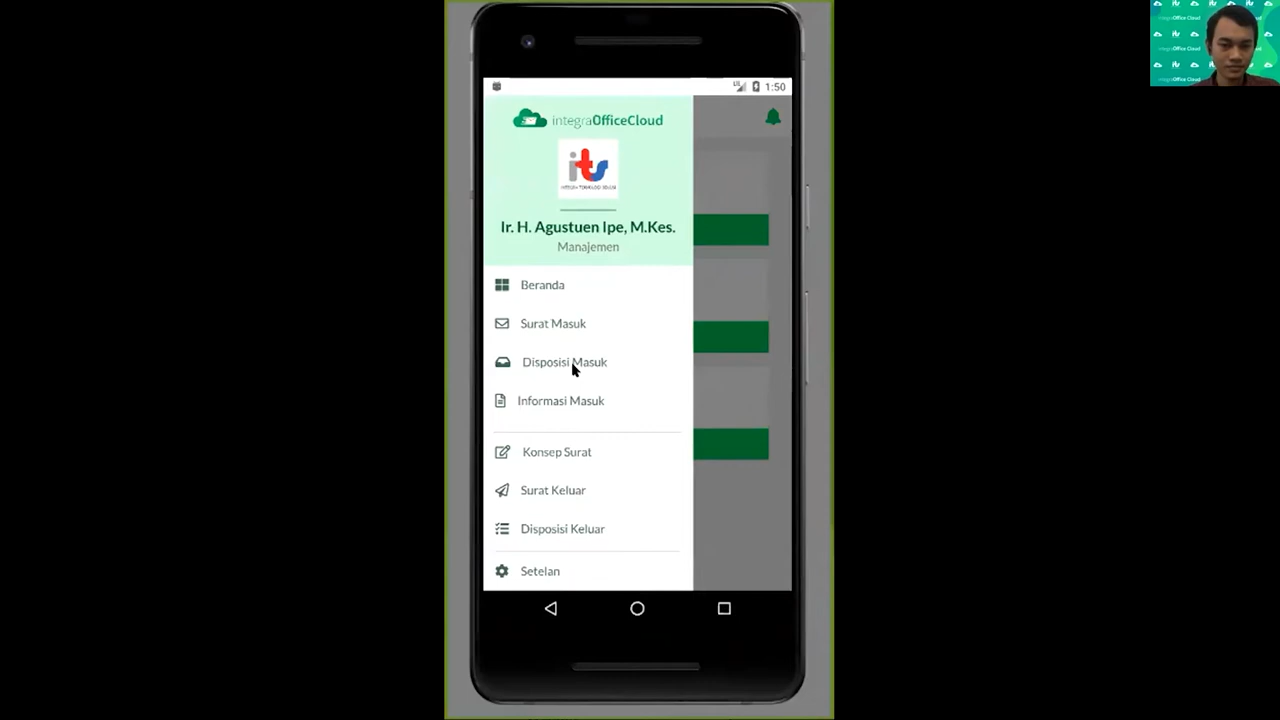 1:50
integraOfficeCloud
its
Ir. H. Agustuen Ipe, M.Kes.
Manajemen
Beranda
Surat Masuk
Disposisi Masuk
Informasi Masuk
Konsep Surat
Surat Keluar
Disposisi Keluar
Setelan